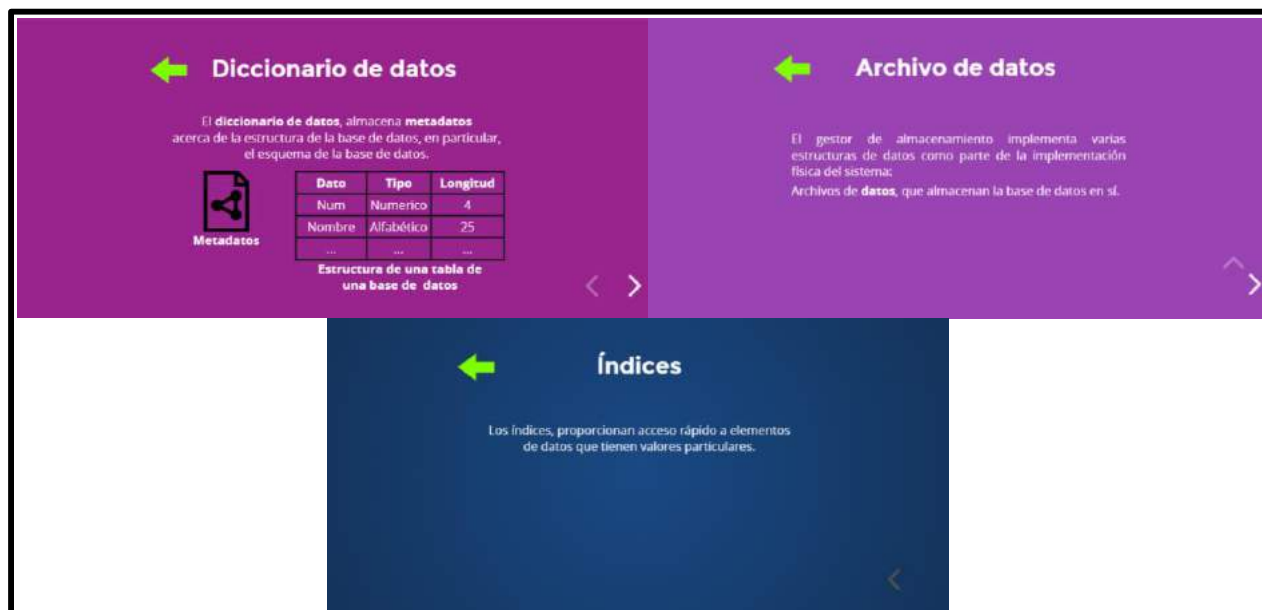 Diccionario de datos
El diccionario de datos, almacena metadatos
acerca de la estructura de la base de datos, en particular,
el esquema de la base de datos.
Metadatos
Dato Tipo Longitud
Num Numerico 4
Nombre Alfabético 25
... ... ...
Estructura de una tabla de
una base de datos
Archivo de datos
El gestor de almacenamiento implementa varias
estructuras de datos como parte de la implementación
física del sistema:
Archivos de datos, que almacenan la base de datos en sí.
Índices
Los índices, proporcionan acceso rápido a elementos
de datos que tienen valores particulares.